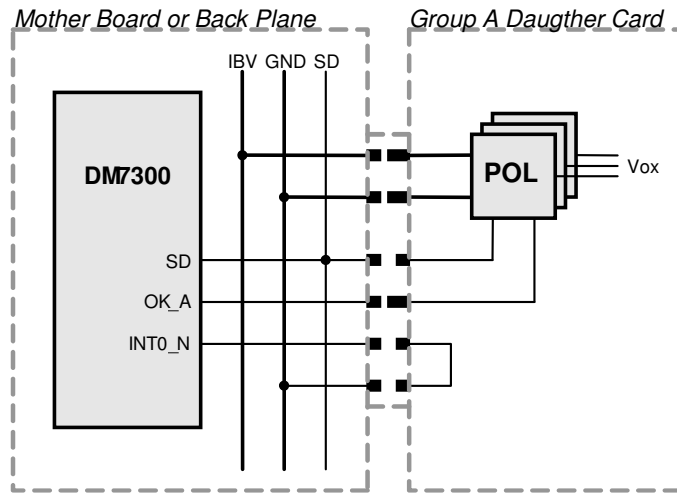 Mother Board or Back Plane
Group A Daugther Card
IBV GND SD
DM7300
POL
Vox
SD
OK_A
INT0_N